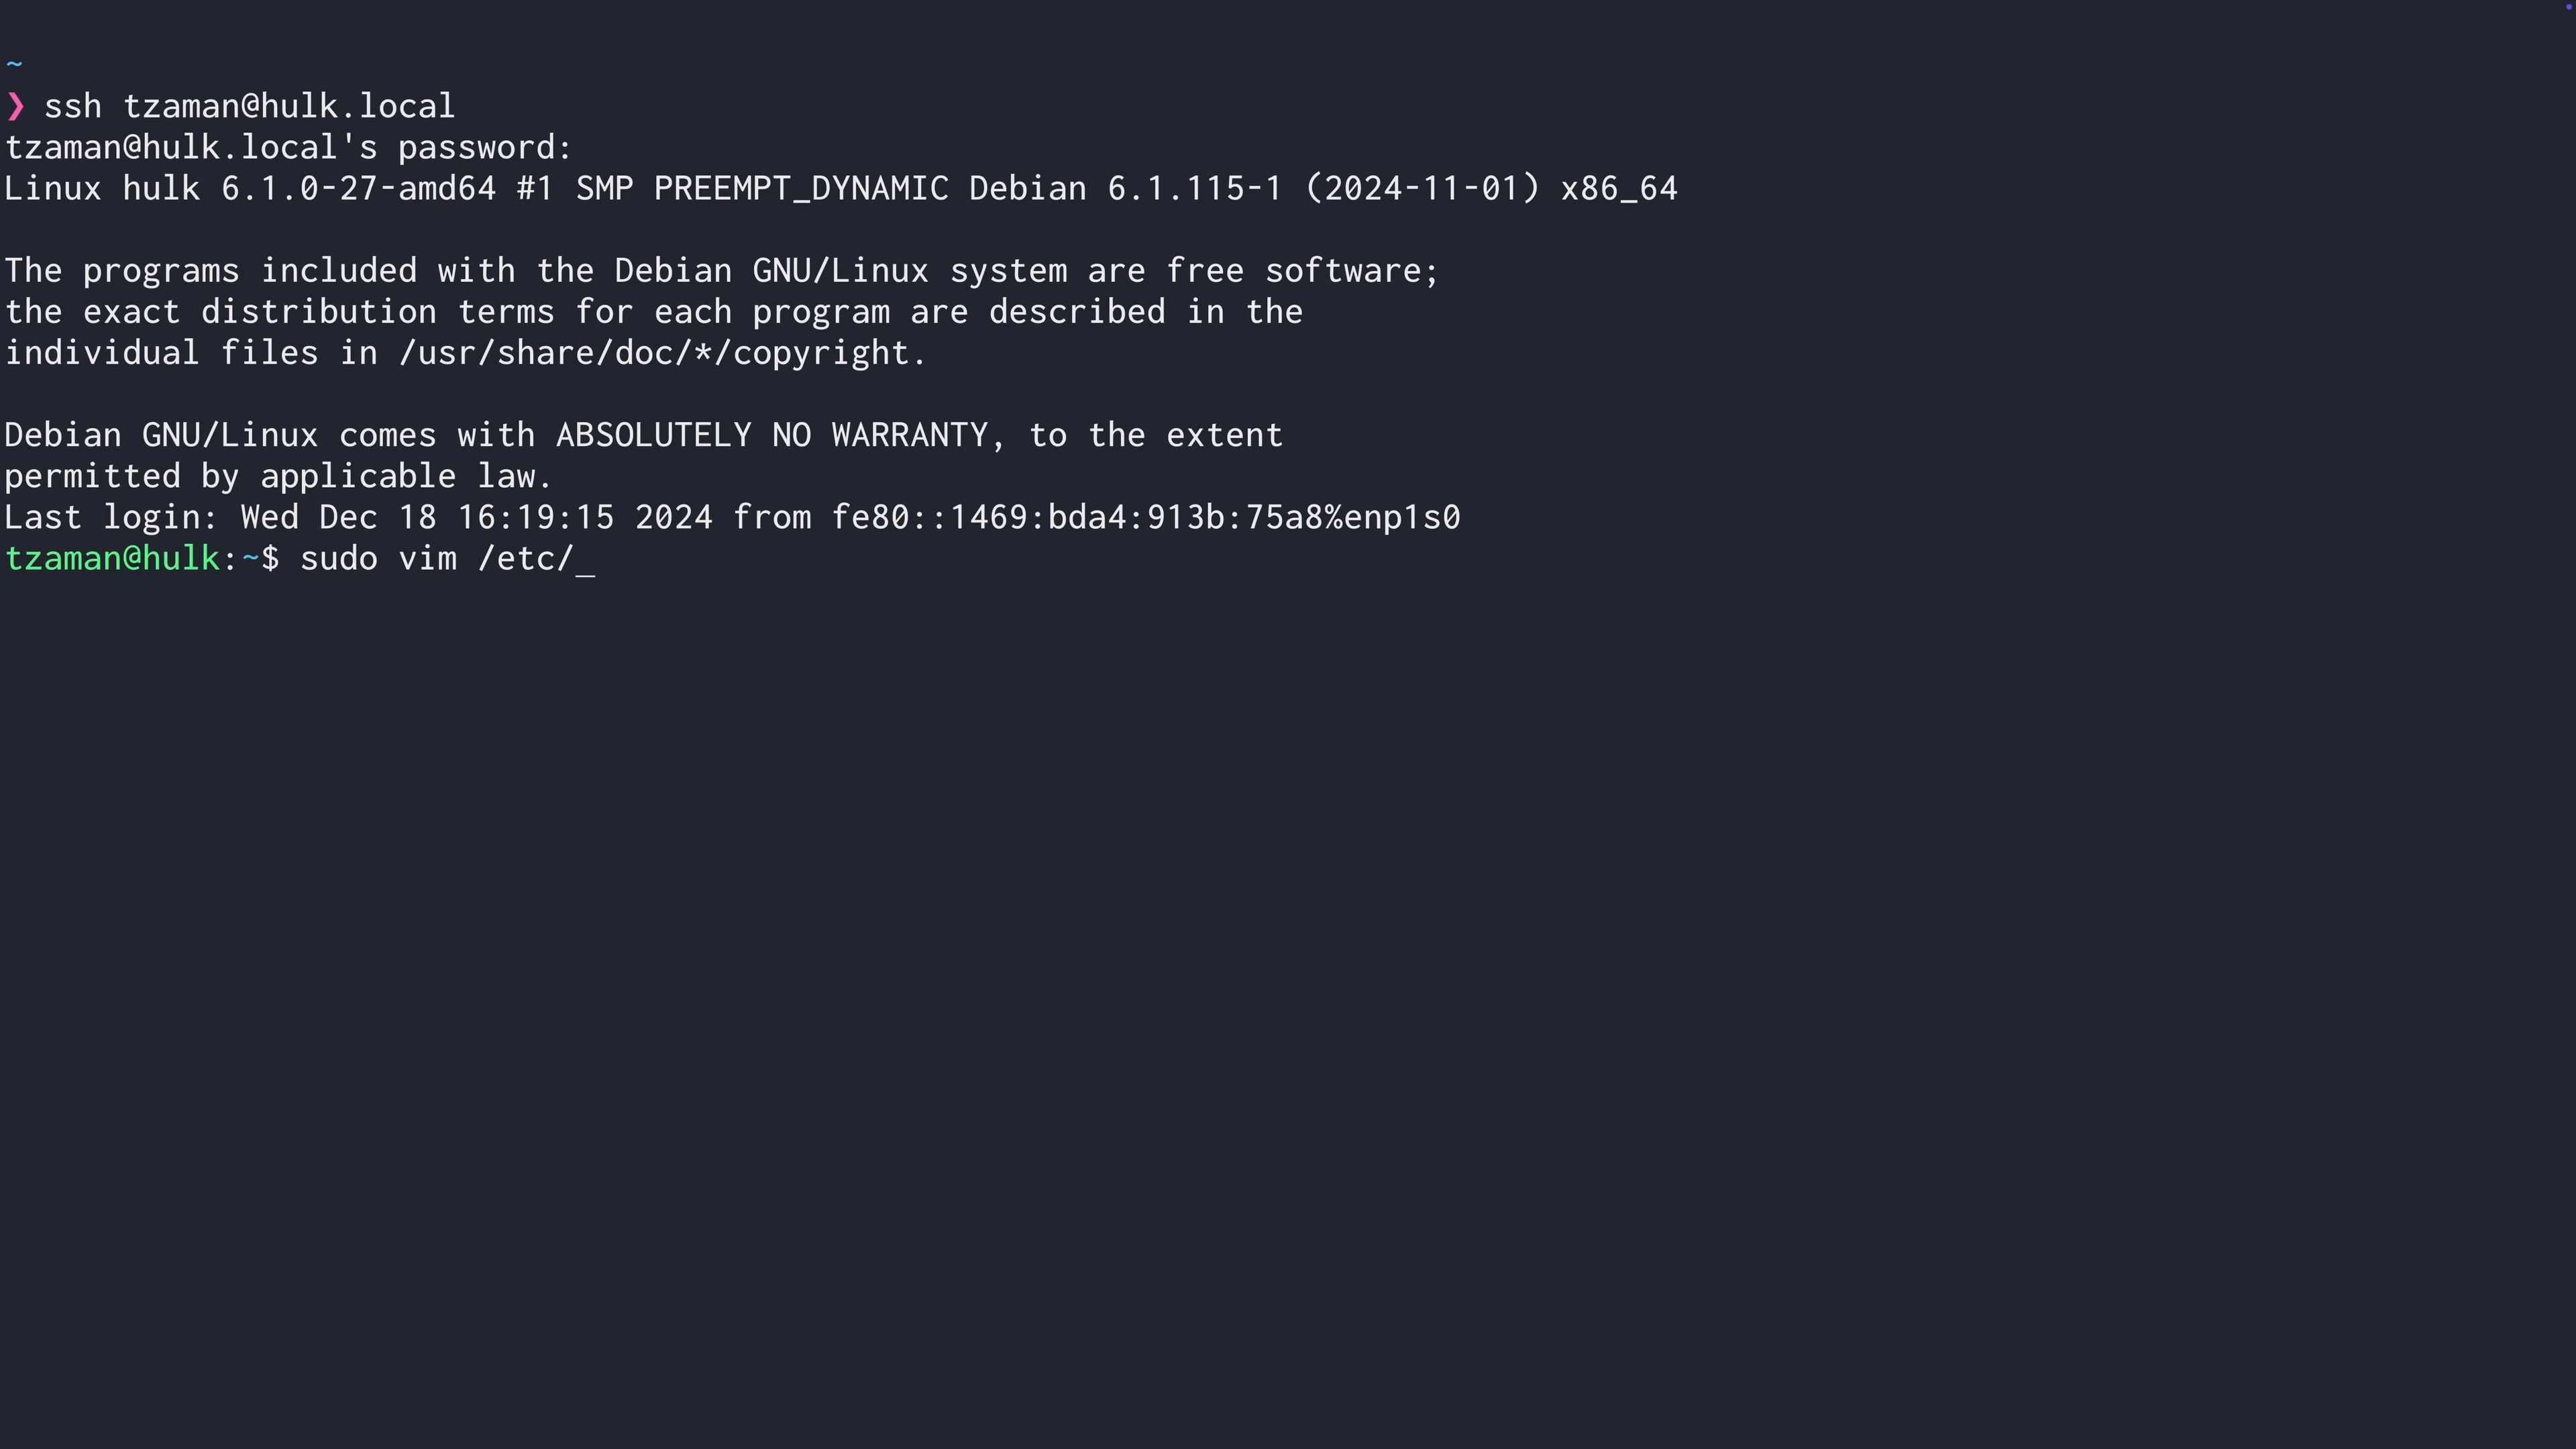 ~
❯ ssh tzaman@hulk.local
tzaman@hulk.local's password:
Linux hulk 6.1.0-27-amd64 #1 SMP PREEMPT_DYNAMIC Debian 6.1.115-1 (2024-11-01) x86_64
The programs included with the Debian GNU/Linux system are free software;
the exact distribution terms for each program are described in the
individual files in /usr/share/doc/*/copyright.
Debian GNU/Linux comes with ABSOLUTELY NO WARRANTY, to the extent
permitted by applicable law.
Last login: Wed Dec 18 16:19:15 2024 from fe80::1469:bda4:913b:75a8%enp1s0
tzaman@hulk:~$ sudo vim /etc/_